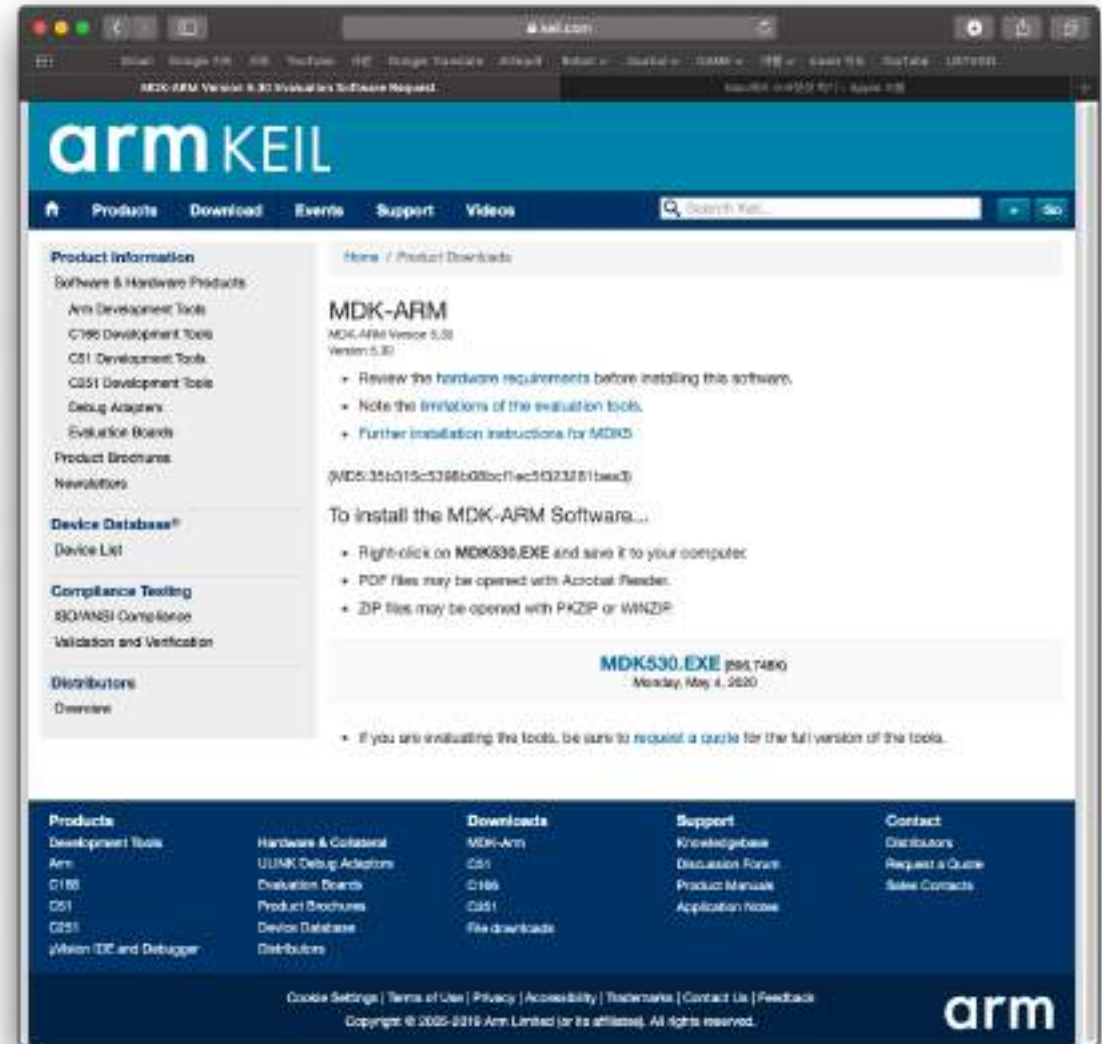 keil.com
MDK-ARM Version 5.30 Evaluation Software Request
arm KEIL
Products Download Events Support Videos
Search Keil...
Go
Product Information
Software & Hardware Products
Arm Development Tools
C166 Development Tools
C51 Development Tools
C251 Development Tools
Debug Adapters
Evaluation Boards
Product Brochures
Newsletters
Device Database®
Device List
Compliance Testing
ISO/ANSI Compliance
Validation and Verification
Distributors
Overview
Home / Product Downloads
MDK-ARM
MDK-ARM Version 5.30
Version 5.30
Review the hardware requirements before installing this software.
Note the limitations of the evaluation tools.
Further installation instructions for MDK5
To install the MDK-ARM Software...
Right-click on MDK530.EXE and save it to your computer.
PDF files may be opened with Acrobat Reader.
ZIP files may be opened with PKZIP or WINZIP.
MDK530.EXE
Monday, May 4, 2020
If you are evaluating the tools, be sure to request a quote for the full version of the tools.
Products
Development Tools
Arm
C166
C51
C251
µVision IDE and Debugger
Hardware & Collateral
ULINK Debug Adaptors
Evaluation Boards
Product Brochures
Device Database
Distributors
Downloads
MDK-Arm
C51
C166
C251
File downloads
Support
Knowledgebase
Discussion Forum
Product Manuals
Application Notes
Contact
Distributors
Request a Quote
Sales Contacts
Cookie Settings | Terms of Use | Privacy | Accessibility | Trademarks | Contact Us | Feedback
Copyright © 2005-2019 Arm Limited (or its affiliates). All rights reserved.
arm